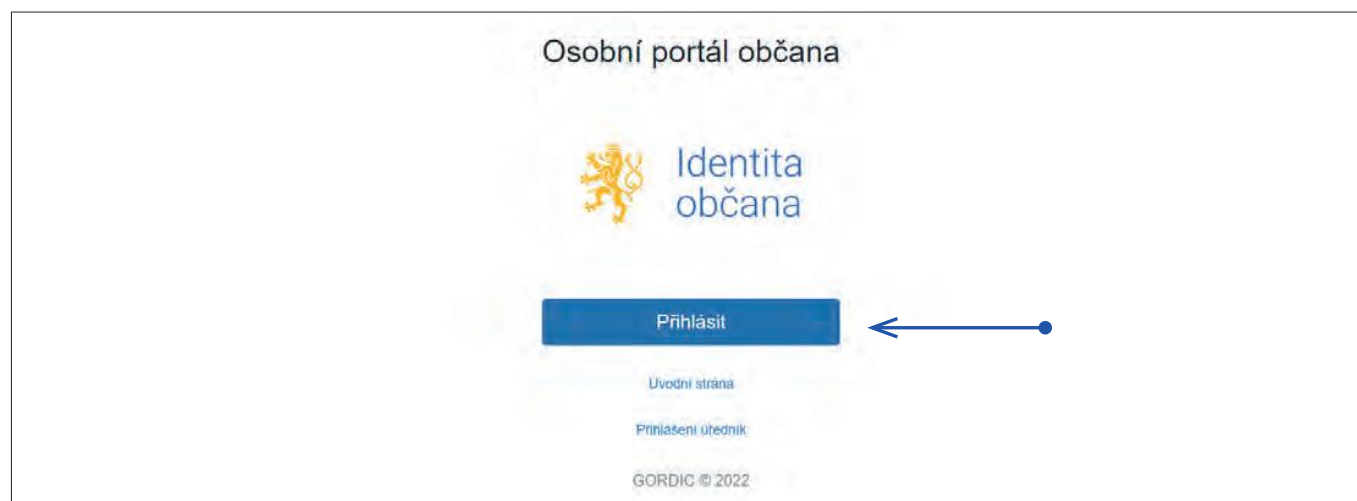 Osobní portál občana
Identita
občana
Přihlásit
Úvodní strana
Přihlášení úředník
GORDIC © 2022